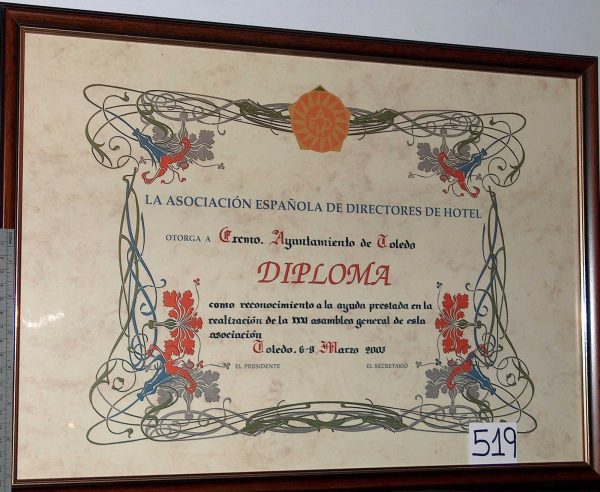 LA ASOCIACIÓN ESPAÑOLA DE DIRECTORES DE HOTEL
OTORGA A Excmo. Ayuntamiento de Toledo
DIPLOMA
como reconocimiento a la ayuda prestada en la
realización de la XXXI asamblea general de esta
asociación
Toledo, 6-9, Marzo 2003
EL PRESIDENTE EL SECRETARIO
519